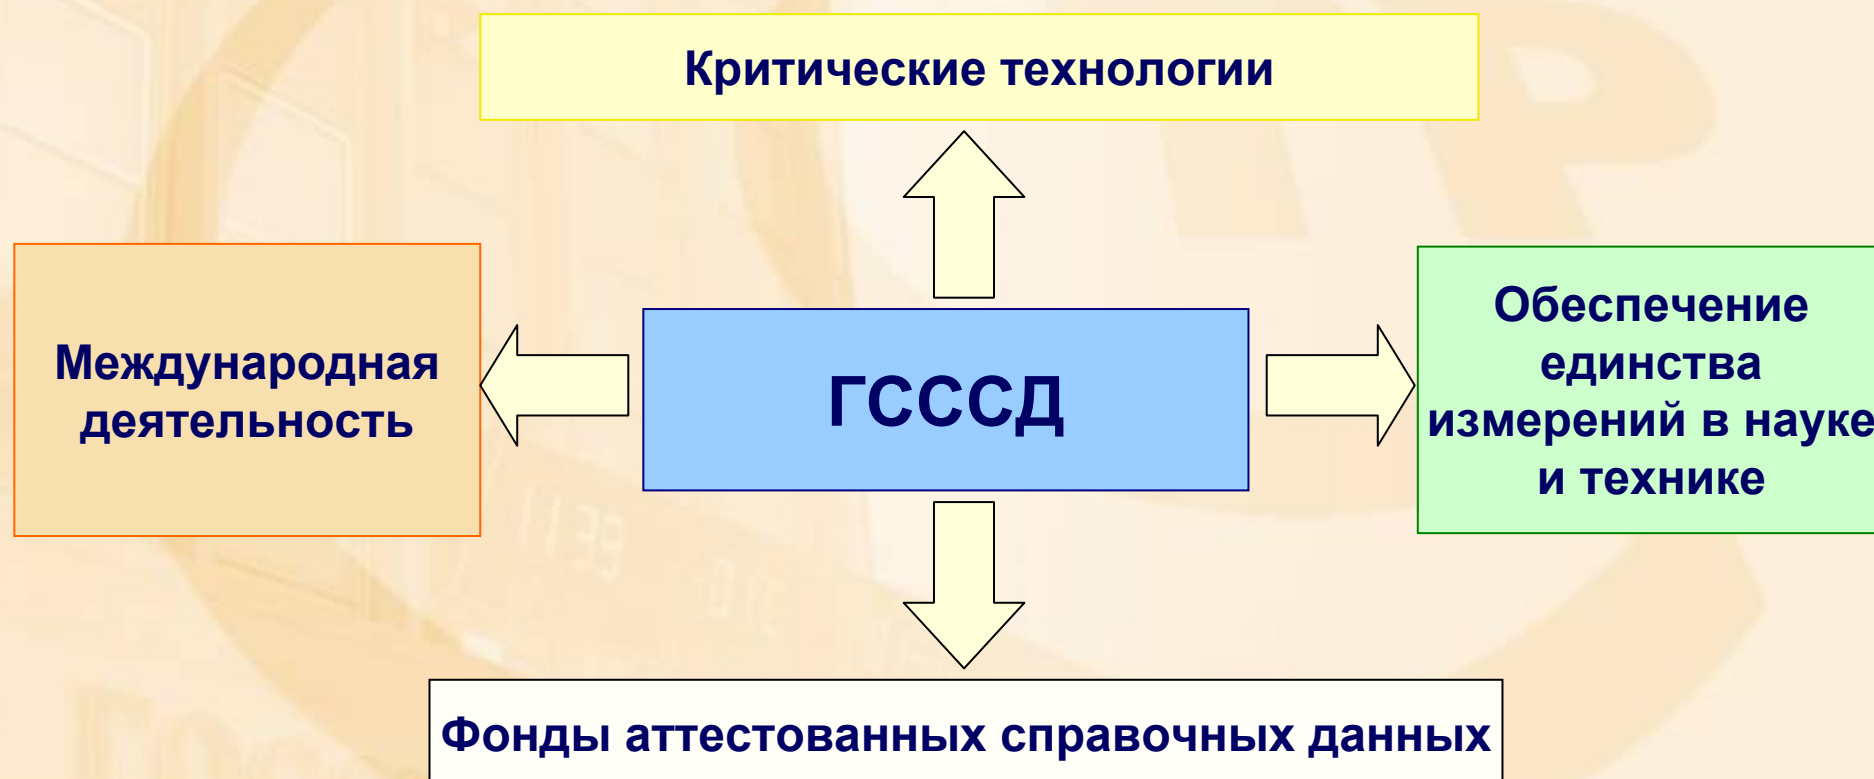 Критические технологии
Международная
деятельность
ГСССД
Обеспечение
единства
измерений в науке
и технике
Фонды аттестованных справочных данных